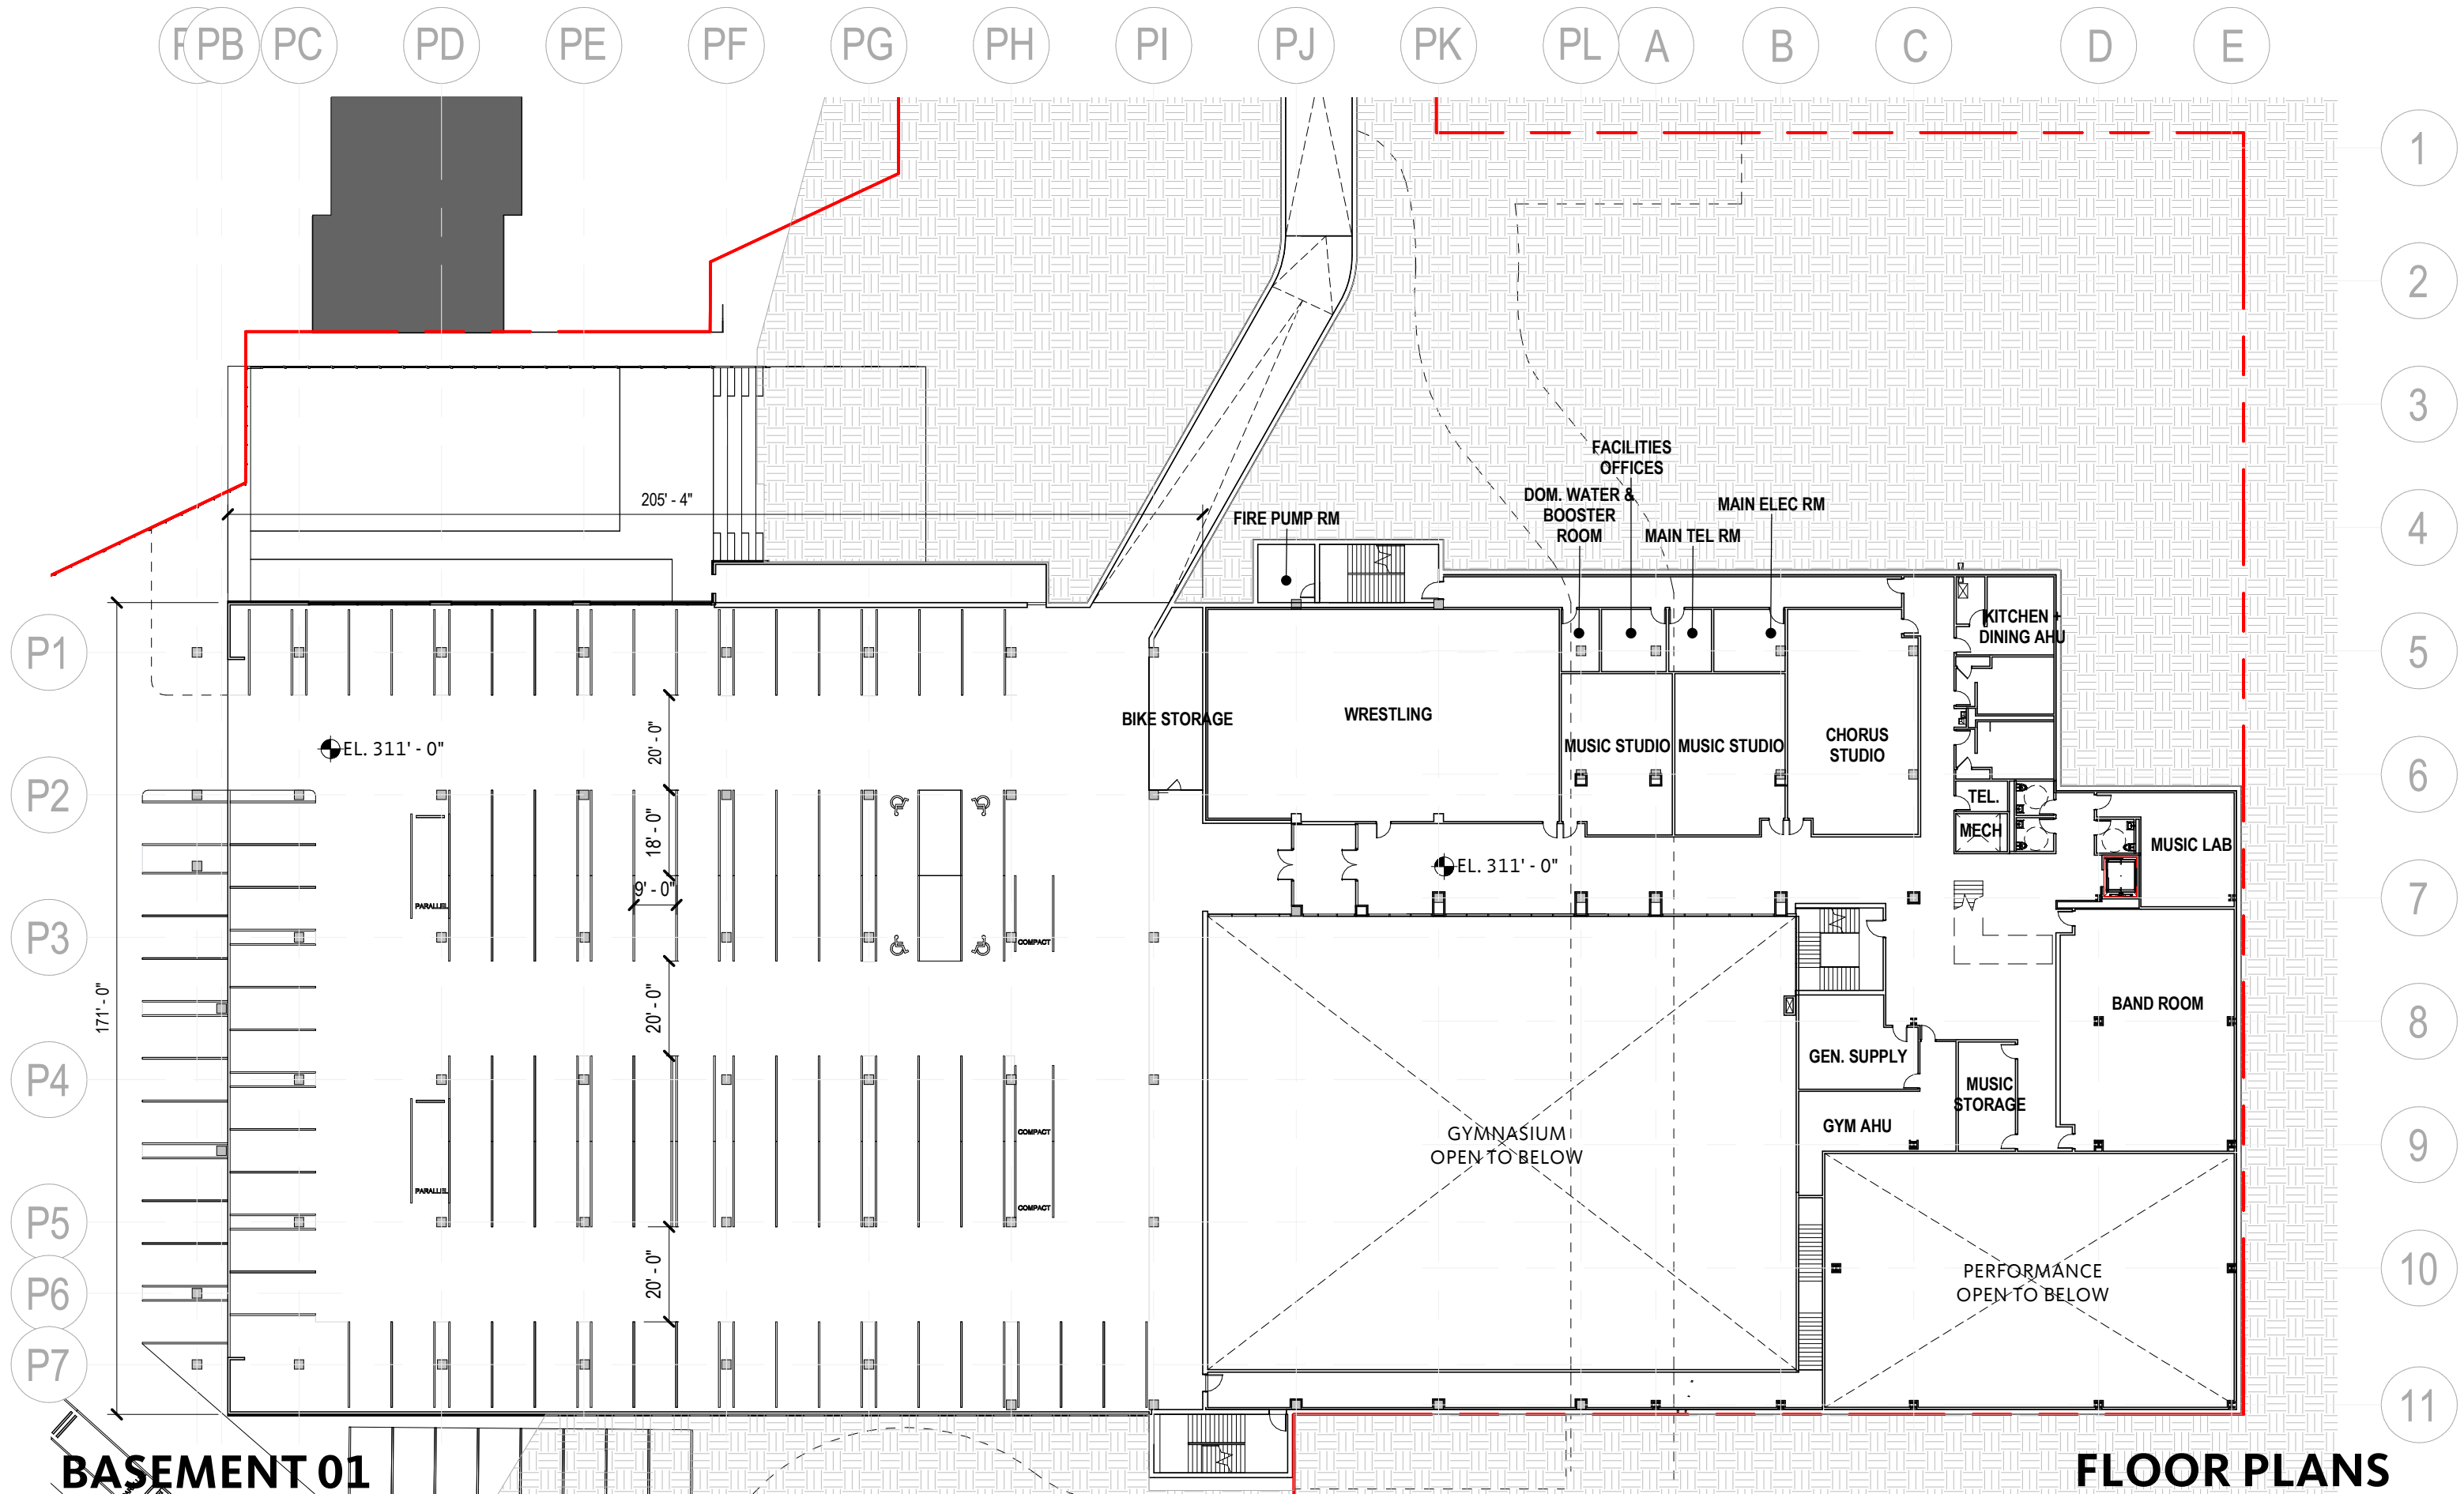 PB
PC
PD
PE
PF
PG
PH
PI
PJ
PK
PL
A
B
C
D
E
1
2
3
205' - 4"
FACILITIES
OFFICES
DOM. WATER &
BOOSTER
ROOM
MAIN ELEC RM
FIRE PUMP RM
MAIN TEL RM
4
KITCHEN +
DINING AHU
P1
5
BIKE STORAGE
WRESTLING
MUSIC STUDIO
MUSIC STUDIO
CHORUS
STUDIO
EL. 311' - 0"
20' - 0"
6
P2
TEL.
MECH
MUSIC LAB
18' - 0"
9' - 0"
EL. 311' - 0"
PARALLEL
7
P3
COMPACT
171' - 0"
20' - 0"
BAND ROOM
8
GEN. SUPPLY
P4
MUSIC
STORAGE
COMPACT
GYM AHU
GYMNASIUM
OPEN TO BELOW
9
PARALLEL
COMPACT
P5
20' - 0"
PERFORMANCE
OPEN TO BELOW
10
P6
P7
11
BASEMENT 01
FLOOR PLANS